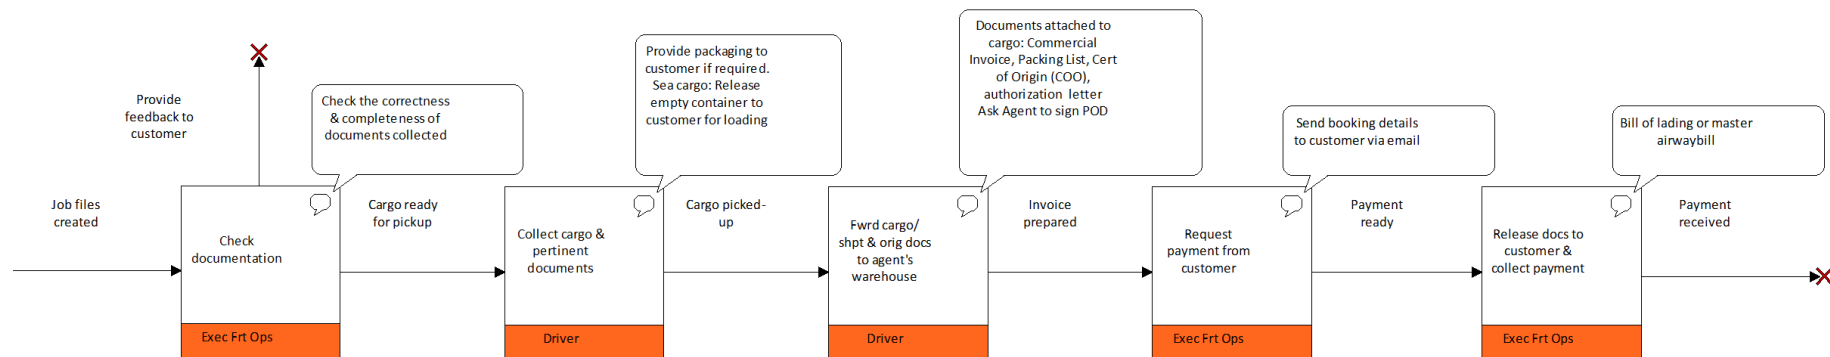 Provide
feedback to
customer
Check the correctness
& completeness of
documents collected
Provide packaging to
customer if required.
Sea cargo: Release
empty container to
customer for loading
Documents attached to
cargo: Commercial
Invoice, Packing List, Cert
of Origin (COO),
authorization letter
Ask Agent to sign POD
Send booking details
to customer via email
Bill of lading or master
airwaybill
Job files
created
Check
documentation
Exec Frt Ops
Cargo ready
for pickup
Collect cargo &
pertinent
documents
Driver
Cargo picked-
up
Fwrd cargo/
shpt & orig docs
to agent's
warehouse
Driver
Invoice
prepared
Request
payment from
customer
Exec Frt Ops
Payment
ready
Release docs to
customer &
collect payment
Exec Frt Ops
Payment
received